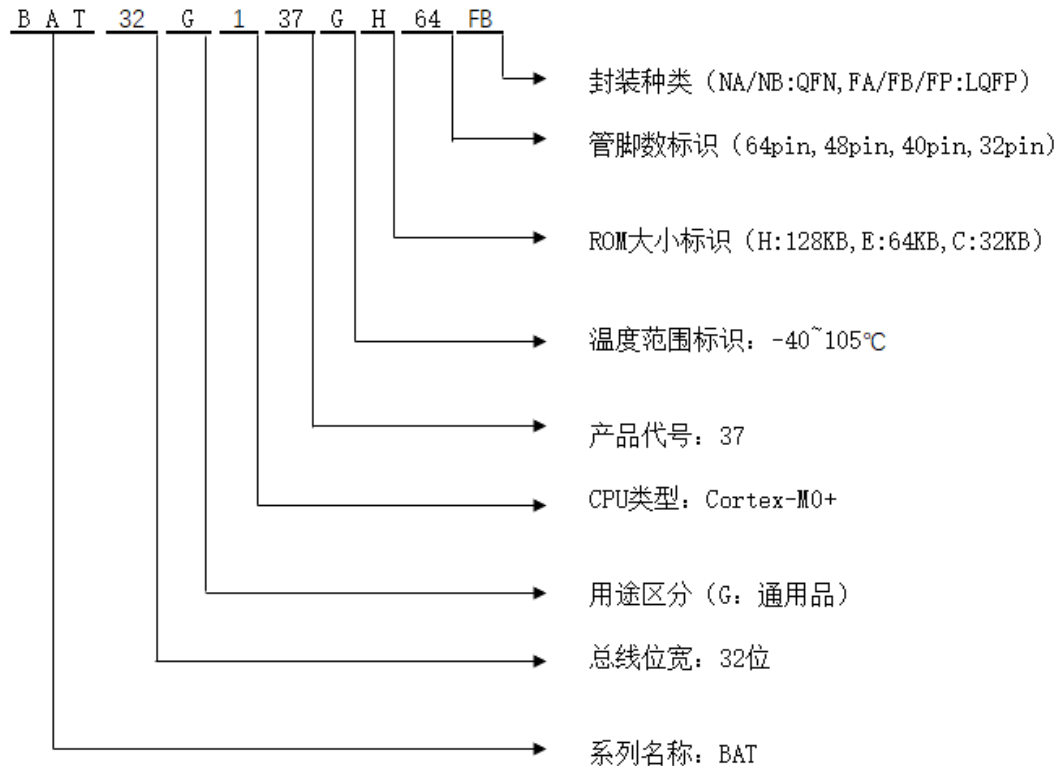 B A T 32 G 1 37 G H 64 FB
封装种类（NA/NB:QFN,FA/FB/FP:LQFP）
管脚数标识（64pin,48pin,40pin,32pin）
ROM大小标识（H:128KB,E:64KB,C:32KB）
温度范围标识：-40~105℃
产品代号：37
CPU类型：Cortex-M0+
用途区分（G：通用品）
总线位宽：32位
系列名称：BAT